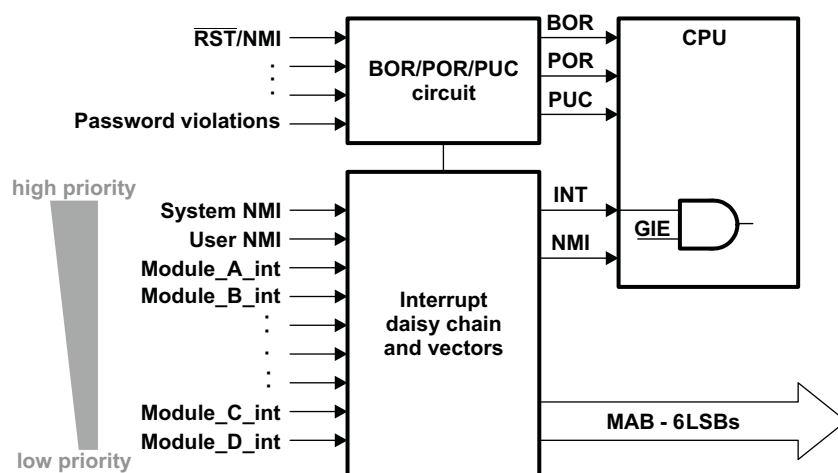 RST/NMI
Password violations
BOR/POR/PUC
circuit
BOR
POR
PUC
CPU
high priority
low priority
System NMI
User NMI
Module_A_int
Module_B_int
Module_C_int
Module_D_int
Interrupt
daisy chain
and vectors
INT
NMI
GIE
MAB - 6LSBs